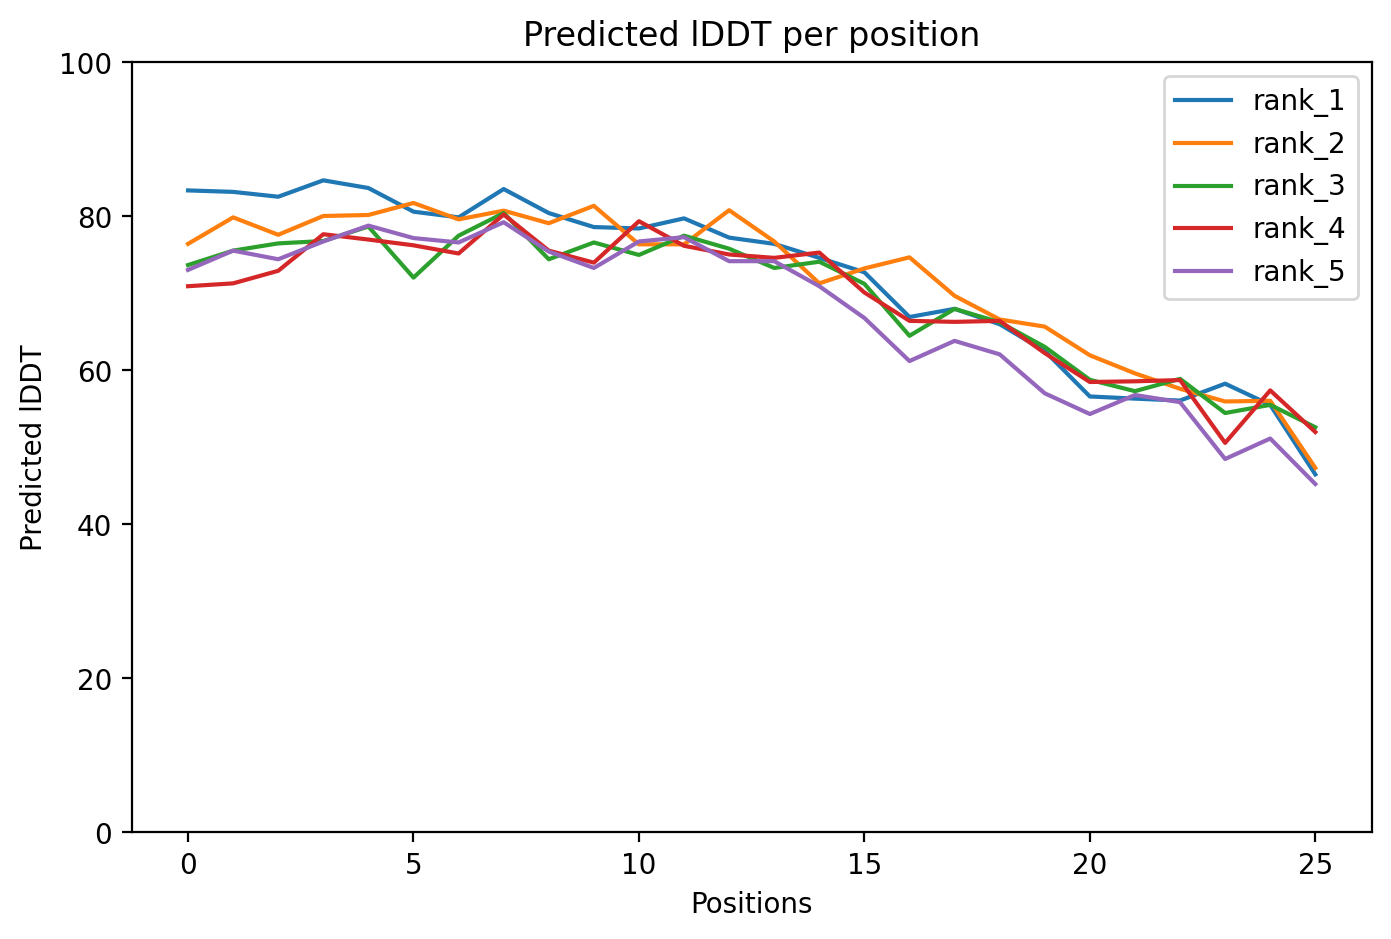 Predicted lDDT per position
100
80
60
40
20
0
Predicted lDDT
0 5 10 15 20 25
Positions
rank_1
rank_2
rank_3
rank_4
rank_5